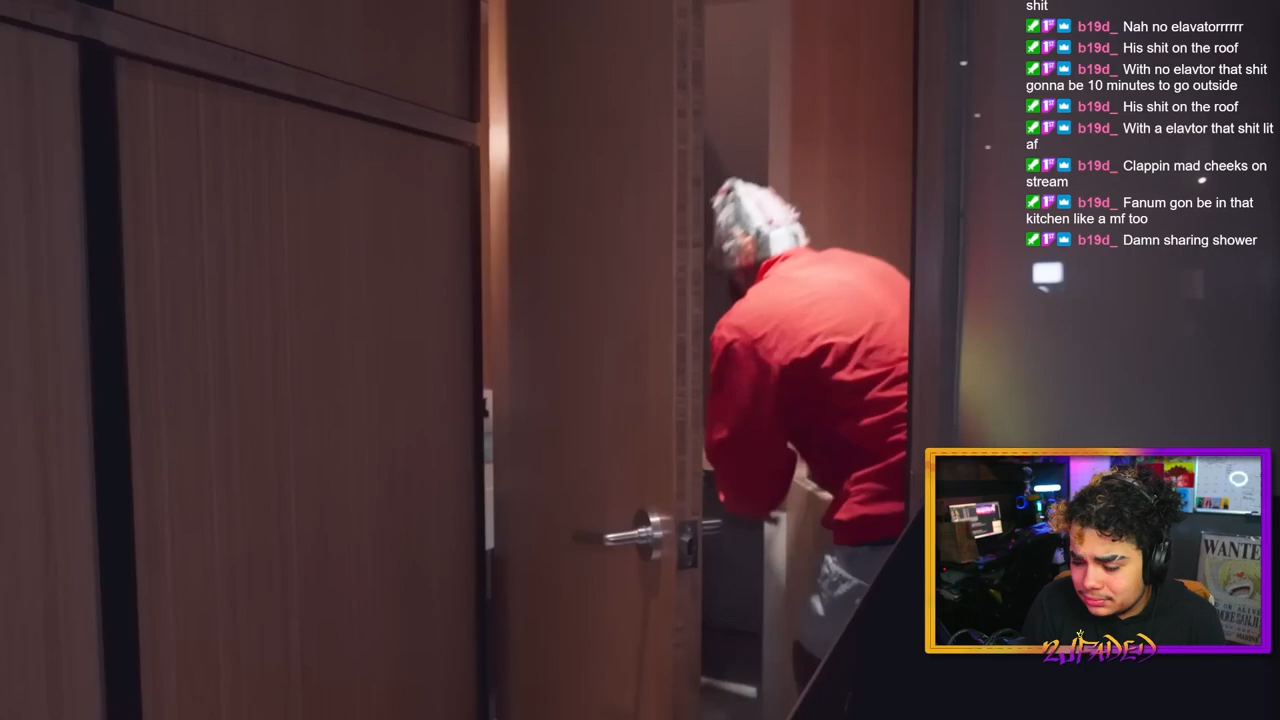 shit
b19d_ Nah no elavatorrrrrr
b19d_ His shit on the roof
b19d_ With no elavtor that shit
gonna be 10 minutes to go outside
b19d_ His shit on the roof
b19d_ With a elavtor that shit lit
af
b19d_ Clappin mad cheeks on
stream
b19d_ Fanum gon be in that
kitchen like a mf too
b19d_ Damn sharing shower
WANTE
2JFADED